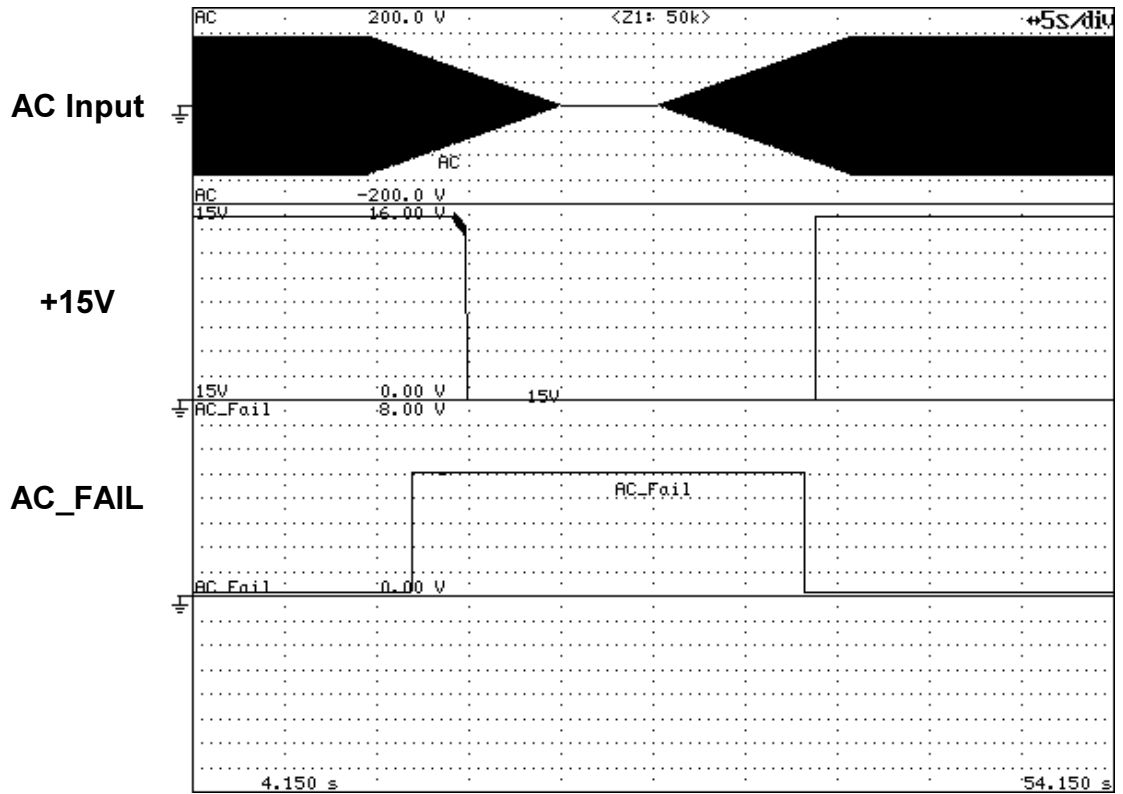 AC 200.0 V <Z1: 50k> ↔5s/div
AC Input
AC
AC -200.0 V
15V 16.00 V
+15V
15V 0.00 V 15V
AC_Fail 8.00 V
AC_FAIL
AC_Fail
AC_Fail 0.00 V
4.150 s 54.150 s